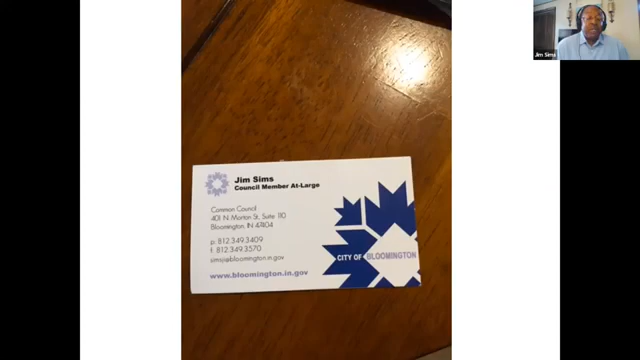 Jim Sims
Council Member At-Large
Common Council
401 N. Morton St, Suite 110
Bloomington, IN 47404
p. 812.349.3409
f. 812.349.3570
simsj@bloomington.in.gov
www.bloomington.in.gov
CITY OF BLOOMINGTON
Jim Sims